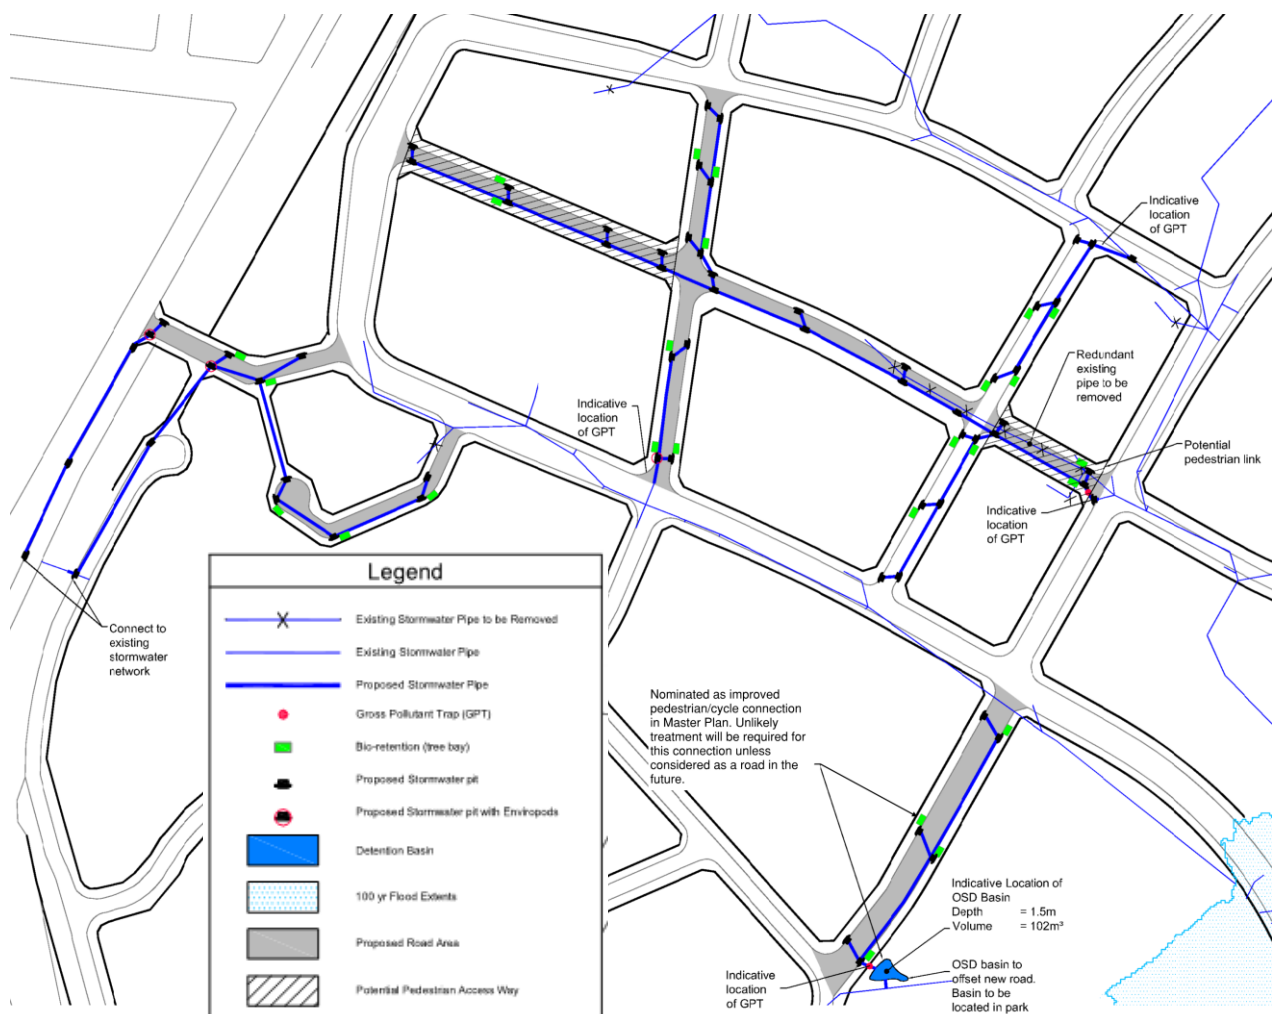 Indicative
location
of GPT
Redundant
existing
pipe to be
removed
Indicative
location
of GPT
Potential
pedestrian link
Indicative
location
of GPT
Connect to
existing
stormwater
network
Legend
Existing Stormwater Pipe to be Removed
Existing Stormwater Pipe
Proposed Stormwater Pipe
Gross Pollutant Trap (GPT)
Bio-retention (tree bay)
Proposed Stormwater pit
Proposed Stormwater pit with Enviropods
Detention Basin
100 yr Flood Extents
Proposed Road Area
Potential Pedestrian Access Way
Nominated as improved
pedestrian/cycle connection
in Master Plan. Unlikely
treatment will be required for
this connection unless
considered as a road in the
future.
Indicative Location of
OSD Basin
Depth = 1.5m
Volume = 102m³
Indicative
location
of GPT
OSD basin to
offset new road.
Basin to be
located in park